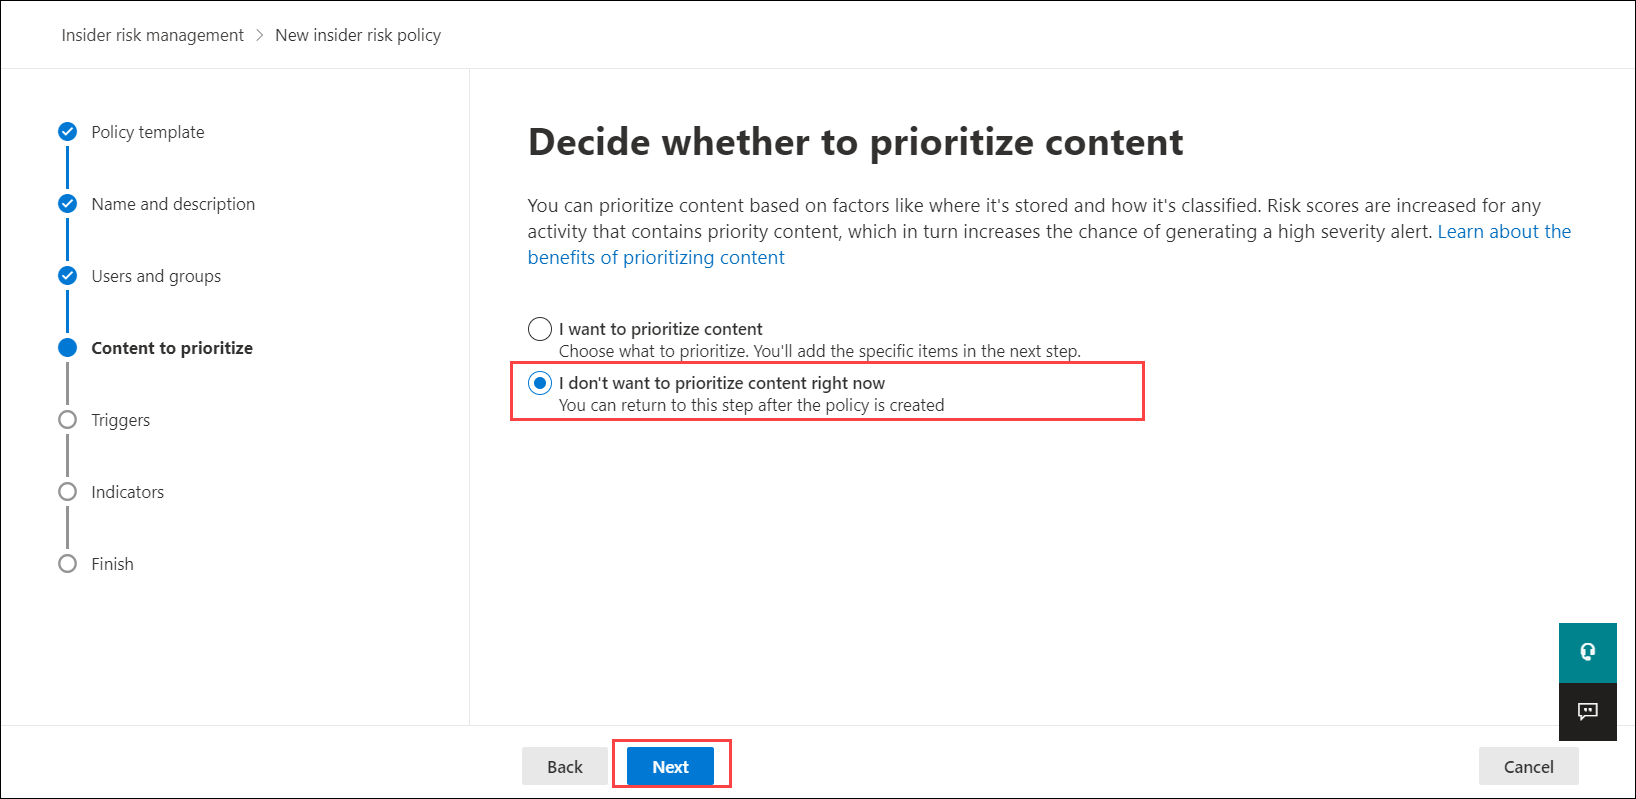 Insider risk management > New insider risk policy
Policy template
Name and description
Users and groups
Content to prioritize
Triggers
Indicators
Finish
Decide whether to prioritize content
You can prioritize content based on factors like where it's stored and how it's classified. Risk scores are increased for any
activity that contains priority content, which in turn increases the chance of generating a high severity alert. Learn about the
benefits of prioritizing content
I want to prioritize content
Choose what to prioritize. You'll add the specific items in the next step.
I don't want to prioritize content right now
You can return to this step after the policy is created
Back
Next
Cancel